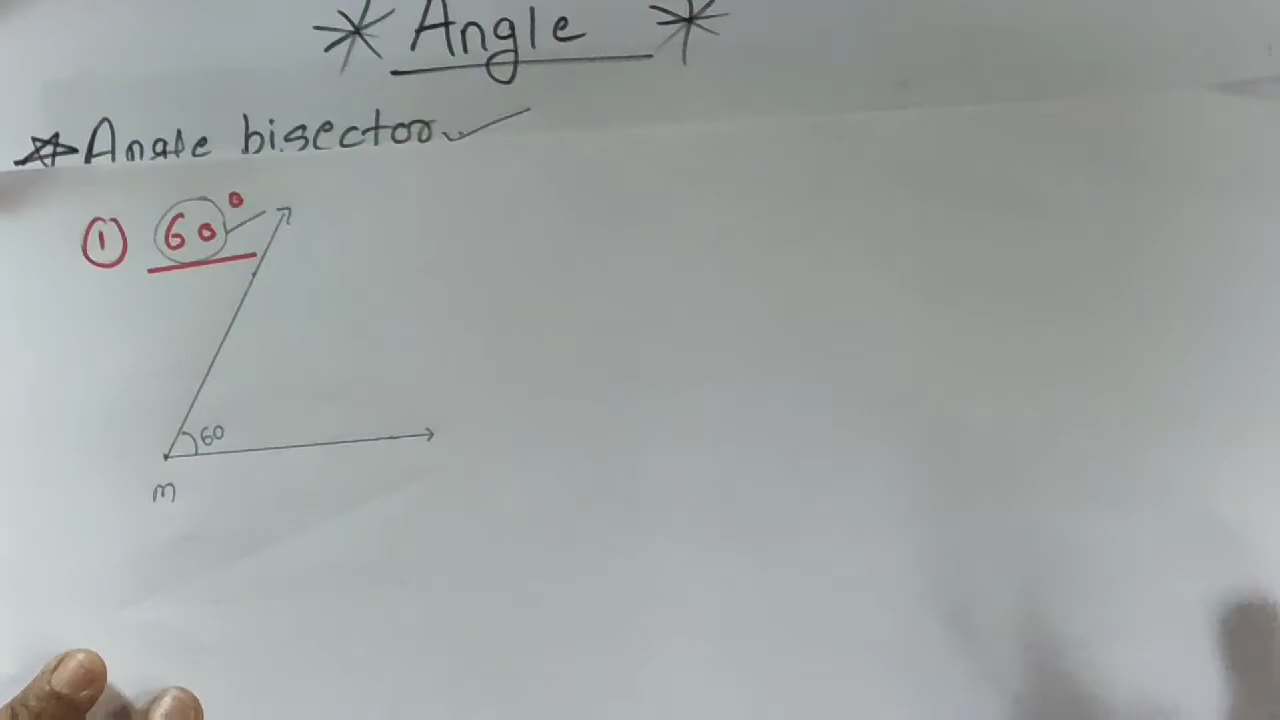 * Angle *
☆ Angle bisector ✓
① 60°
60
m